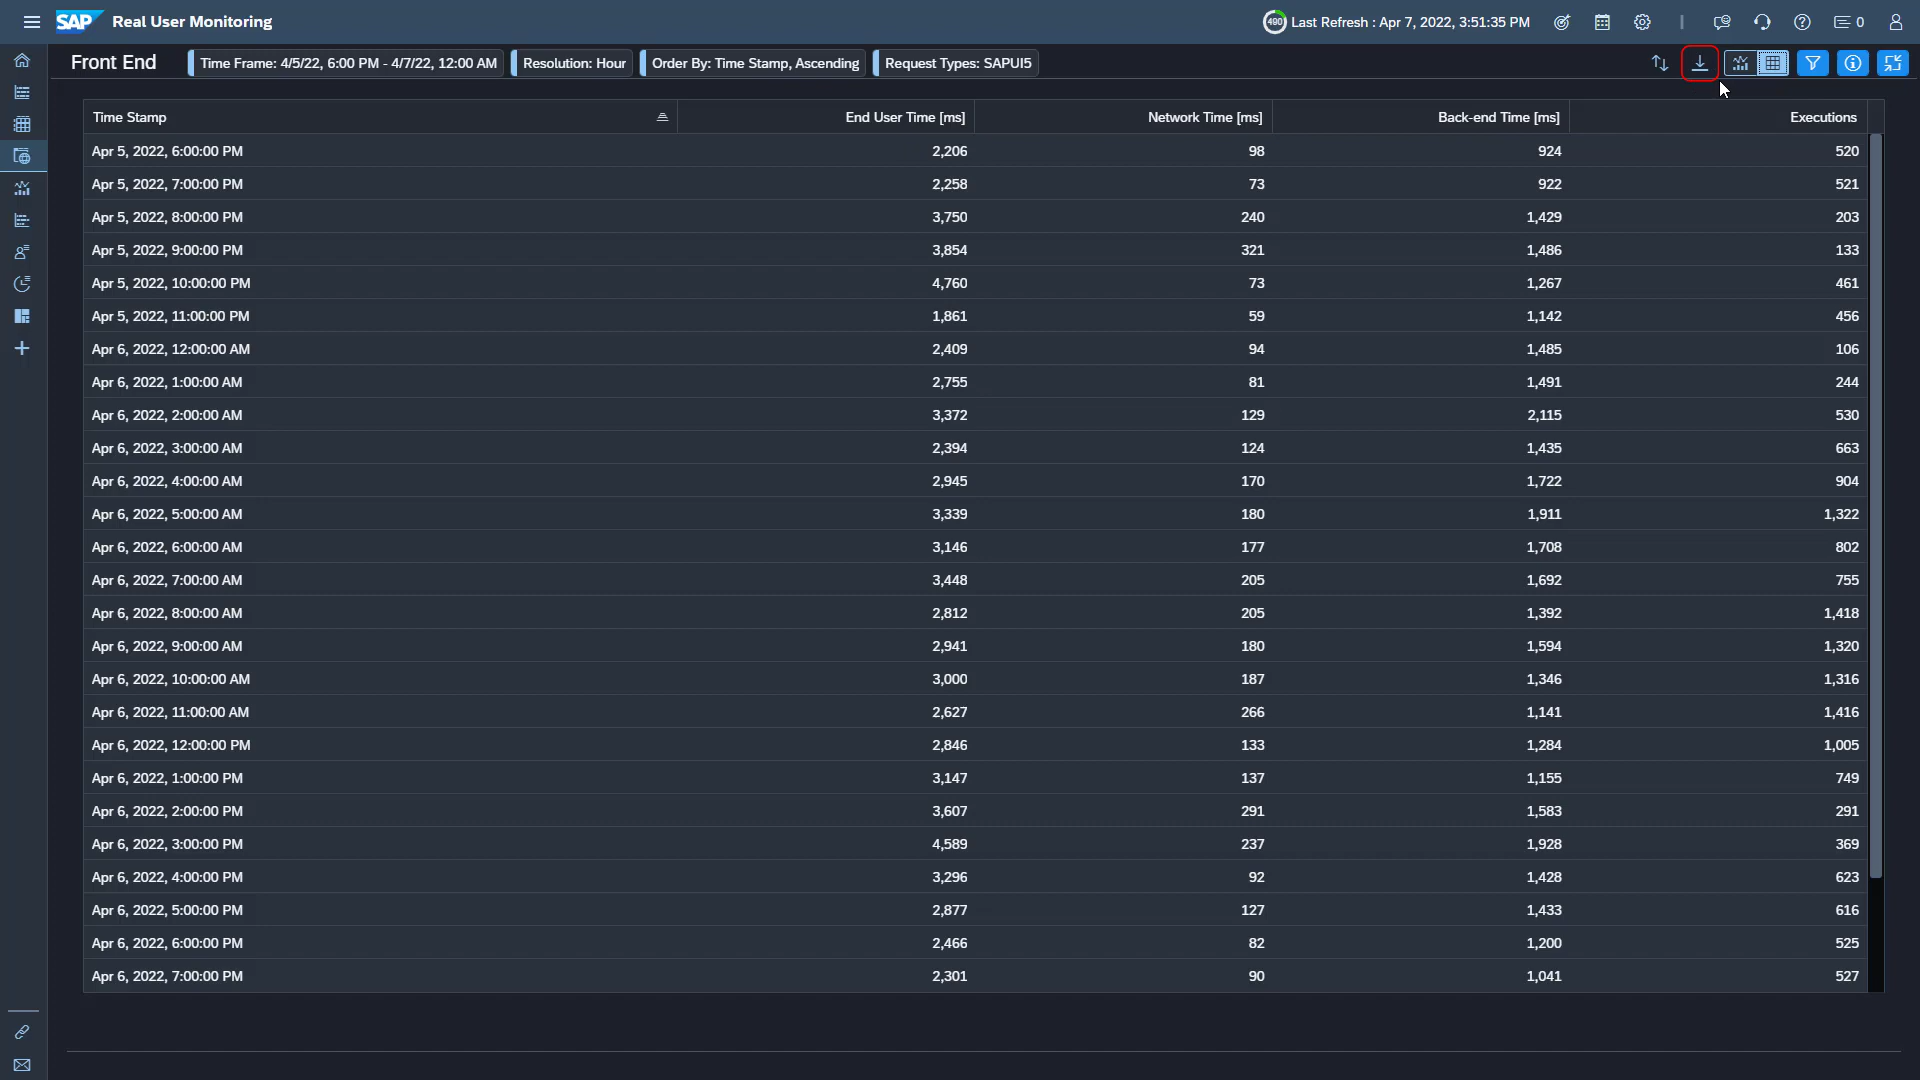 SAP Real User Monitoring 490 Last Refresh : Apr 7, 2022, 3:51:35 PM 0
Front End Time Frame: 4/5/22, 6:00 PM - 4/7/22, 12:00 AM Resolution: Hour Order By: Time Stamp, Ascending Request Types: SAPUI5
Time Stamp End User Time [ms] Network Time [ms] Back-end Time [ms] Executions
Apr 5, 2022, 6:00:00 PM 2,206 98 924 520
Apr 5, 2022, 7:00:00 PM 2,258 73 922 521
Apr 5, 2022, 8:00:00 PM 3,750 240 1,429 203
Apr 5, 2022, 9:00:00 PM 3,854 321 1,486 133
Apr 5, 2022, 10:00:00 PM 4,760 73 1,267 461
Apr 5, 2022, 11:00:00 PM 1,861 59 1,142 456
Apr 6, 2022, 12:00:00 AM 2,409 94 1,485 106
Apr 6, 2022, 1:00:00 AM 2,755 81 1,491 244
Apr 6, 2022, 2:00:00 AM 3,372 129 2,115 530
Apr 6, 2022, 3:00:00 AM 2,394 124 1,435 663
Apr 6, 2022, 4:00:00 AM 2,945 170 1,722 904
Apr 6, 2022, 5:00:00 AM 3,339 180 1,911 1,322
Apr 6, 2022, 6:00:00 AM 3,146 177 1,708 802
Apr 6, 2022, 7:00:00 AM 3,448 205 1,692 755
Apr 6, 2022, 8:00:00 AM 2,812 205 1,392 1,418
Apr 6, 2022, 9:00:00 AM 2,941 180 1,594 1,320
Apr 6, 2022, 10:00:00 AM 3,000 187 1,346 1,316
Apr 6, 2022, 11:00:00 AM 2,627 266 1,141 1,416
Apr 6, 2022, 12:00:00 PM 2,846 133 1,284 1,005
Apr 6, 2022, 1:00:00 PM 3,147 137 1,155 749
Apr 6, 2022, 2:00:00 PM 3,607 291 1,583 291
Apr 6, 2022, 3:00:00 PM 4,589 237 1,928 369
Apr 6, 2022, 4:00:00 PM 3,296 92 1,428 623
Apr 6, 2022, 5:00:00 PM 2,877 127 1,433 616
Apr 6, 2022, 6:00:00 PM 2,466 82 1,200 525
Apr 6, 2022, 7:00:00 PM 2,301 90 1,041 527